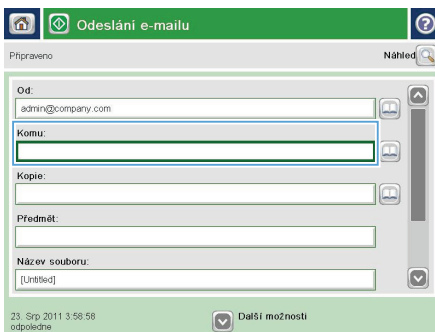 Odeslání e-mailu
Připraveno
Náhled
Od:
admin@company.com
Komu:
Kopie:
Předmět:
Název souboru:
[Untitled]
23. Srp 2011 3:58:58
odpoledne
Další možnosti